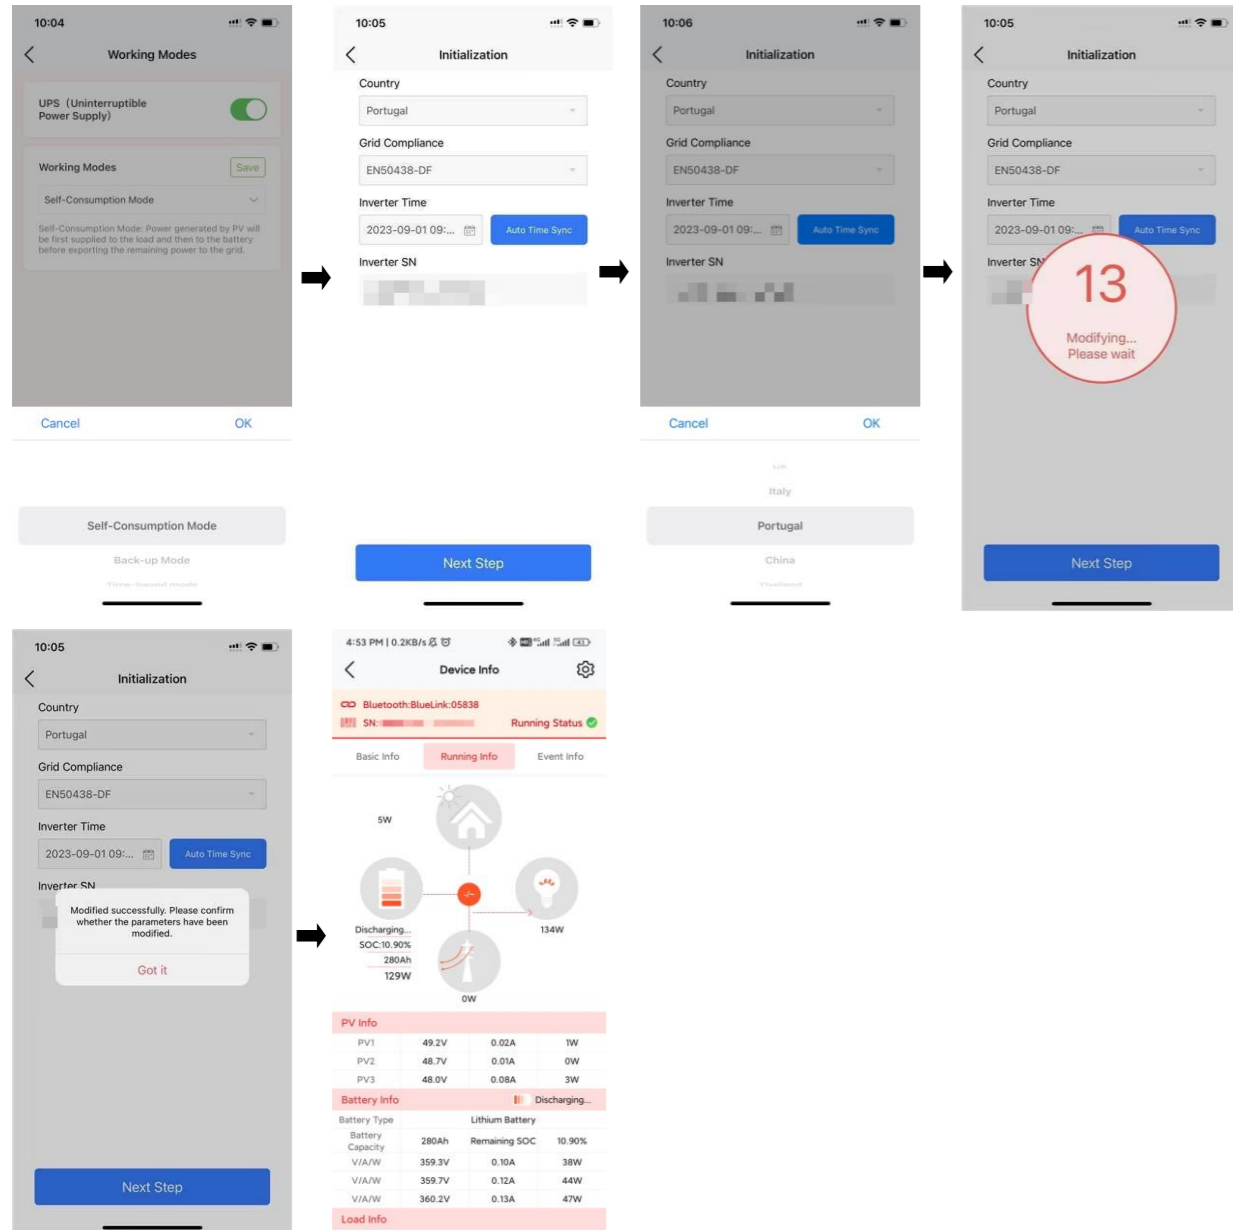 10:04
Working Modes
UPS (Uninterruptible
Power Supply)
Working Modes
Save
Self-Consumption Mode
Self-Consumption Mode: Power generated by PV will
be first supplied to the load and then to the battery
before exporting the remaining power to the grid.
Cancel
OK
Self-Consumption Mode
Back-up Mode
Time-based mode
10:05
Initialization
Country
Portugal
Grid Compliance
EN50438-DF
Inverter Time
2023-09-01 09:...
Auto Time Sync
Inverter SN
Next Step
10:06
Initialization
Country
Portugal
Grid Compliance
EN50438-DF
Inverter Time
2023-09-01 09:...
Auto Time Sync
Inverter SN
Cancel
OK
UK
Italy
Portugal
China
Thailand
10:05
Initialization
Country
Portugal
Grid Compliance
EN50438-DF
Inverter Time
2023-09-01 09:...
Auto Time Sync
Inverter SN
13
Modifying...
Please wait
Next Step
10:05
Initialization
Country
Portugal
Grid Compliance
EN50438-DF
Inverter Time
2023-09-01 09:...
Auto Time Sync
Inverter SN
Modified successfully. Please confirm
whether the parameters have been
modified.
Got it
Next Step
4:53 PM | 0.2KB/s
Device Info
Bluetooth:BlueLink:05838
SN:
Running Status
Basic Info
Running Info
Event Info
5W
Discharging...
SOC:10.90%
280Ah
129W
134W
0W
PV Info
PV1 49.2V 0.02A 1W
PV2 48.7V 0.01A 0W
PV3 48.0V 0.08A 3W
Battery Info Discharging...
Battery Type Lithium Battery
Battery
Capacity 280Ah Remaining SOC 10.90%
V/A/W 359.3V 0.10A 38W
V/A/W 359.7V 0.12A 44W
V/A/W 360.2V 0.13A 47W
Load Info